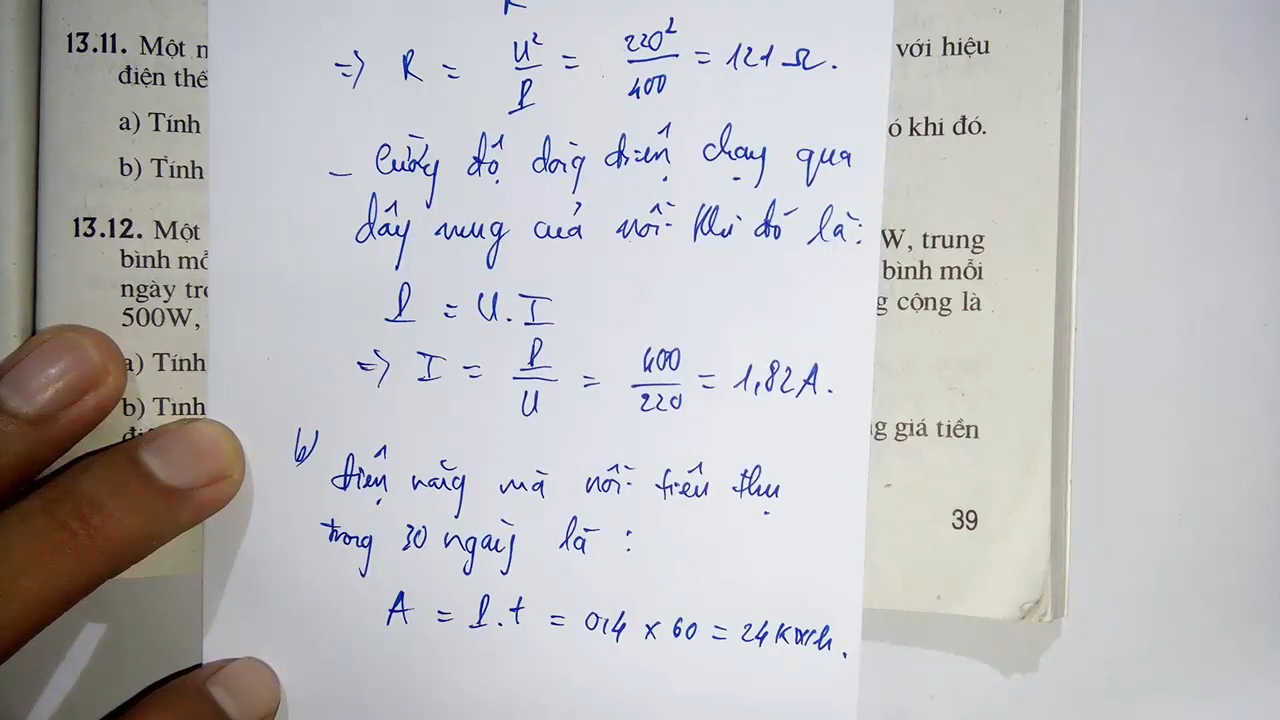 13.11. Một n
với hiệu
điện thế
a) Tính
ó khi đó.
b) Tính
13.12. Một
W, trung
bình mỗ
bình mỗi
ngày trc
g cộng là
500W,
a) Tính
b) Tính
g giá tiền
39
=> R = U²/P = 220²/400 = 121 Ω.
- Cường độ dòng điện chạy qua
dây nung của nồi khi đó là:
P = U.I
=> I = P/U = 400/220 = 1,82A.
b) Điện năng mà nồi tiêu thụ
trong 30 ngày là :
A = P.t = 0,4 x 60 = 24 KWh.